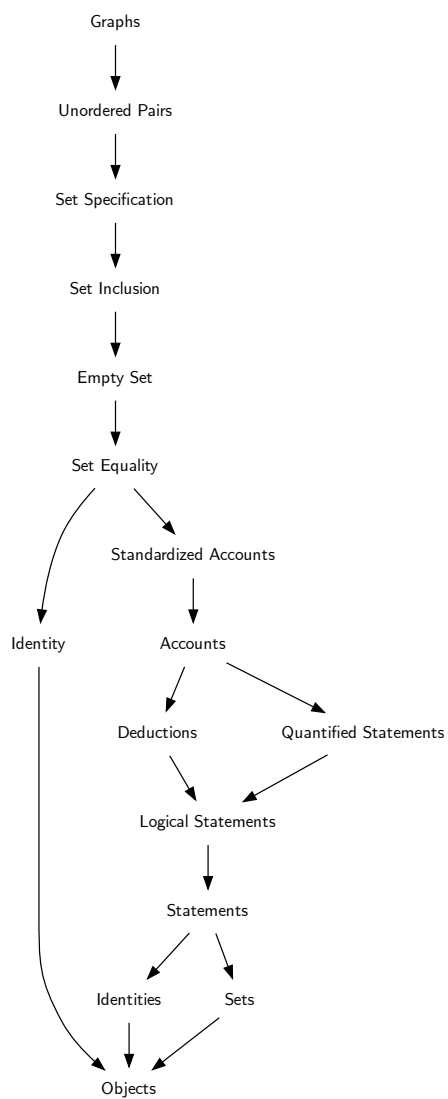 Graphs
Unordered Pairs
Set Specification
Set Inclusion
Empty Set
Set Equality
Standardized Accounts
Identity
Accounts
Deductions
Quantified Statements
Logical Statements
Statements
Identities
Sets
Objects